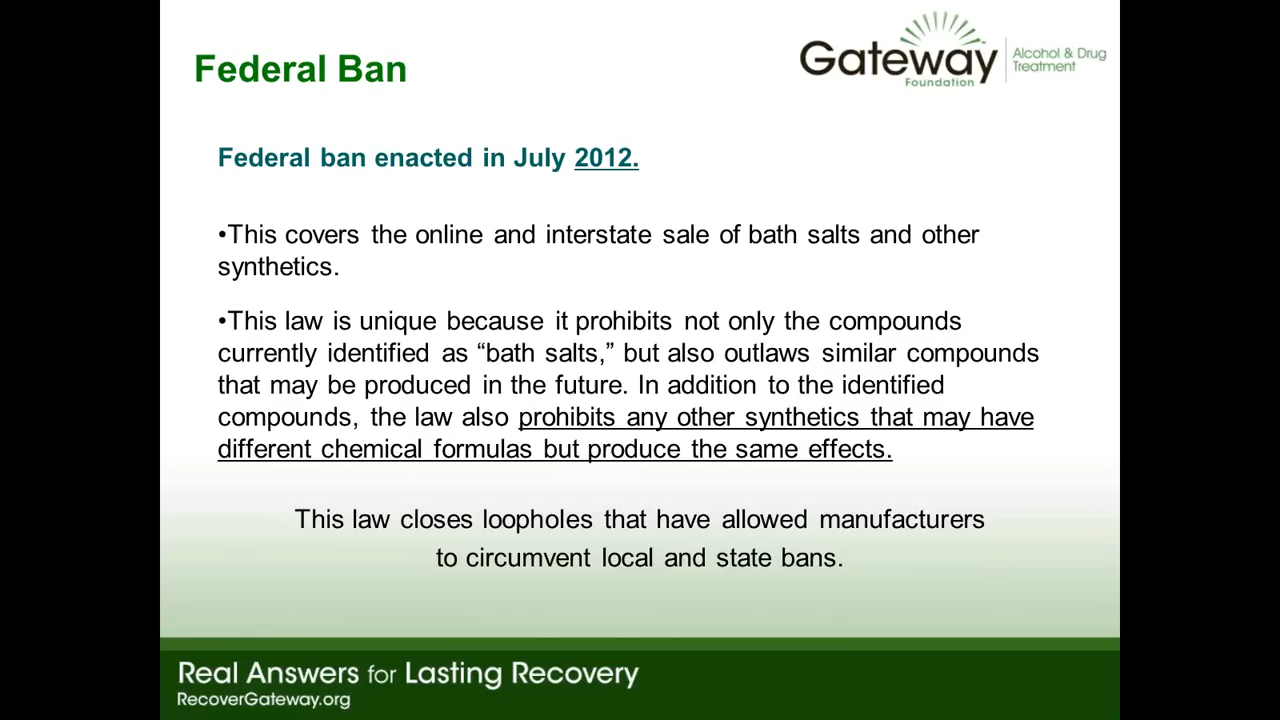 Federal Ban
Gateway
Foundation
Alcohol & Drug
Treatment
Federal ban enacted in July 2012.
•This covers the online and interstate sale of bath salts and other
synthetics.
•This law is unique because it prohibits not only the compounds
currently identified as “bath salts,” but also outlaws similar compounds
that may be produced in the future. In addition to the identified
compounds, the law also prohibits any other synthetics that may have
different chemical formulas but produce the same effects.
This law closes loopholes that have allowed manufacturers
to circumvent local and state bans.
Real Answers for Lasting Recovery
RecoverGateway.org